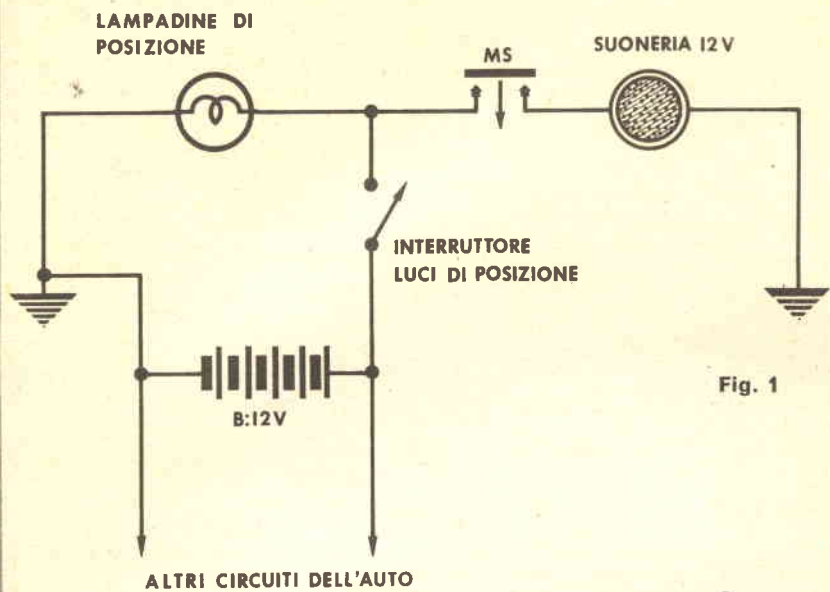 LAMPADINE DI
POSIZIONE
MS
SUONERIA 12V
INTERRUTTORE
LUCI DI POSIZIONE
Fig. 1
B:12V
ALTRI CIRCUITI DELL'AUTO